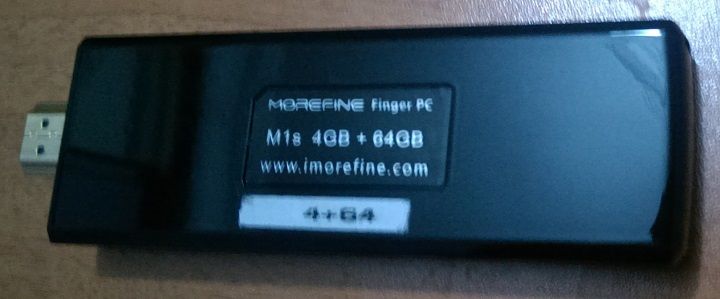 MOREFINE Finger PC
M1s 4GB + 64GB
www.imorefine.com
4+64